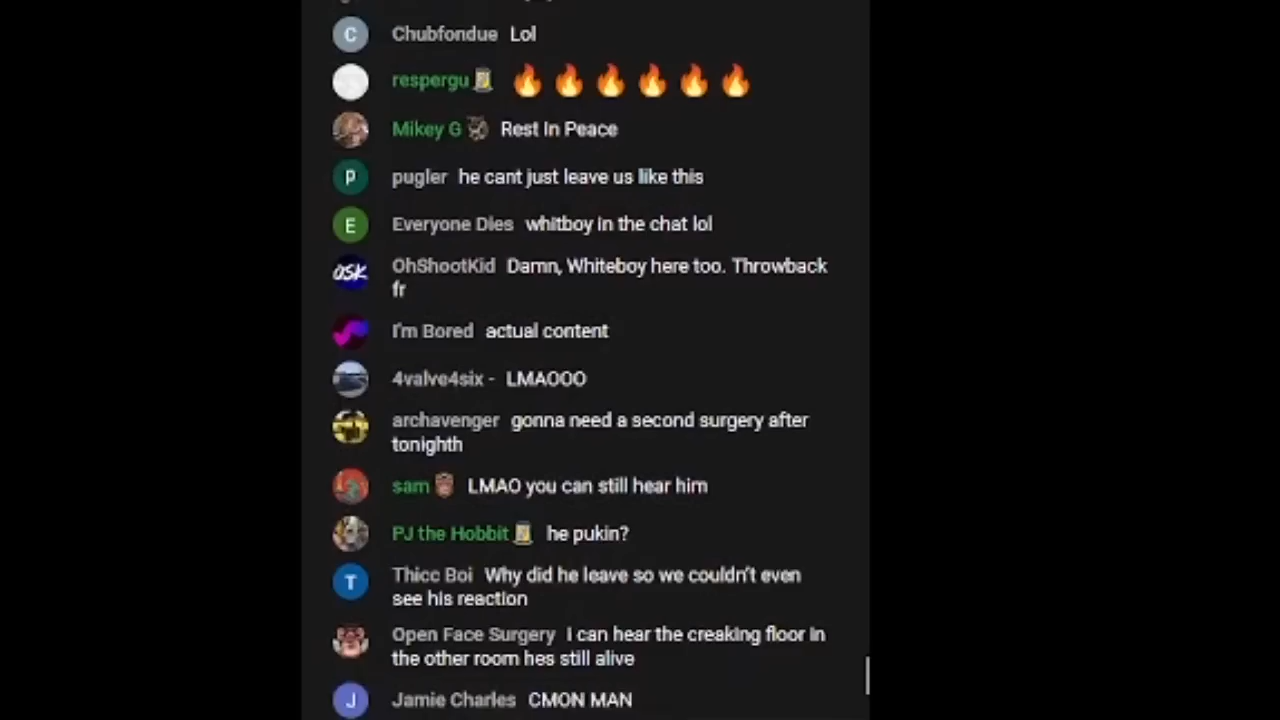 C Chubfondue Lol
respergu 🔥 🔥 🔥 🔥 🔥 🔥
Mikey G Rest In Peace
P pugler he cant just leave us like this
E Everyone Dies whitboy in the chat lol
OSK OhShootKid Damn, Whiteboy here too. Throwback
fr
I'm Bored actual content
4valve4six - LMAOOO
archavenger gonna need a second surgery after
tonighth
sam LMAO you can still hear him
PJ the Hobbit he pukin?
T Thicc Boi Why did he leave so we couldn't even
see his reaction
Open Face Surgery I can hear the creaking floor in
the other room hes still alive
J Jamie Charles CMON MAN